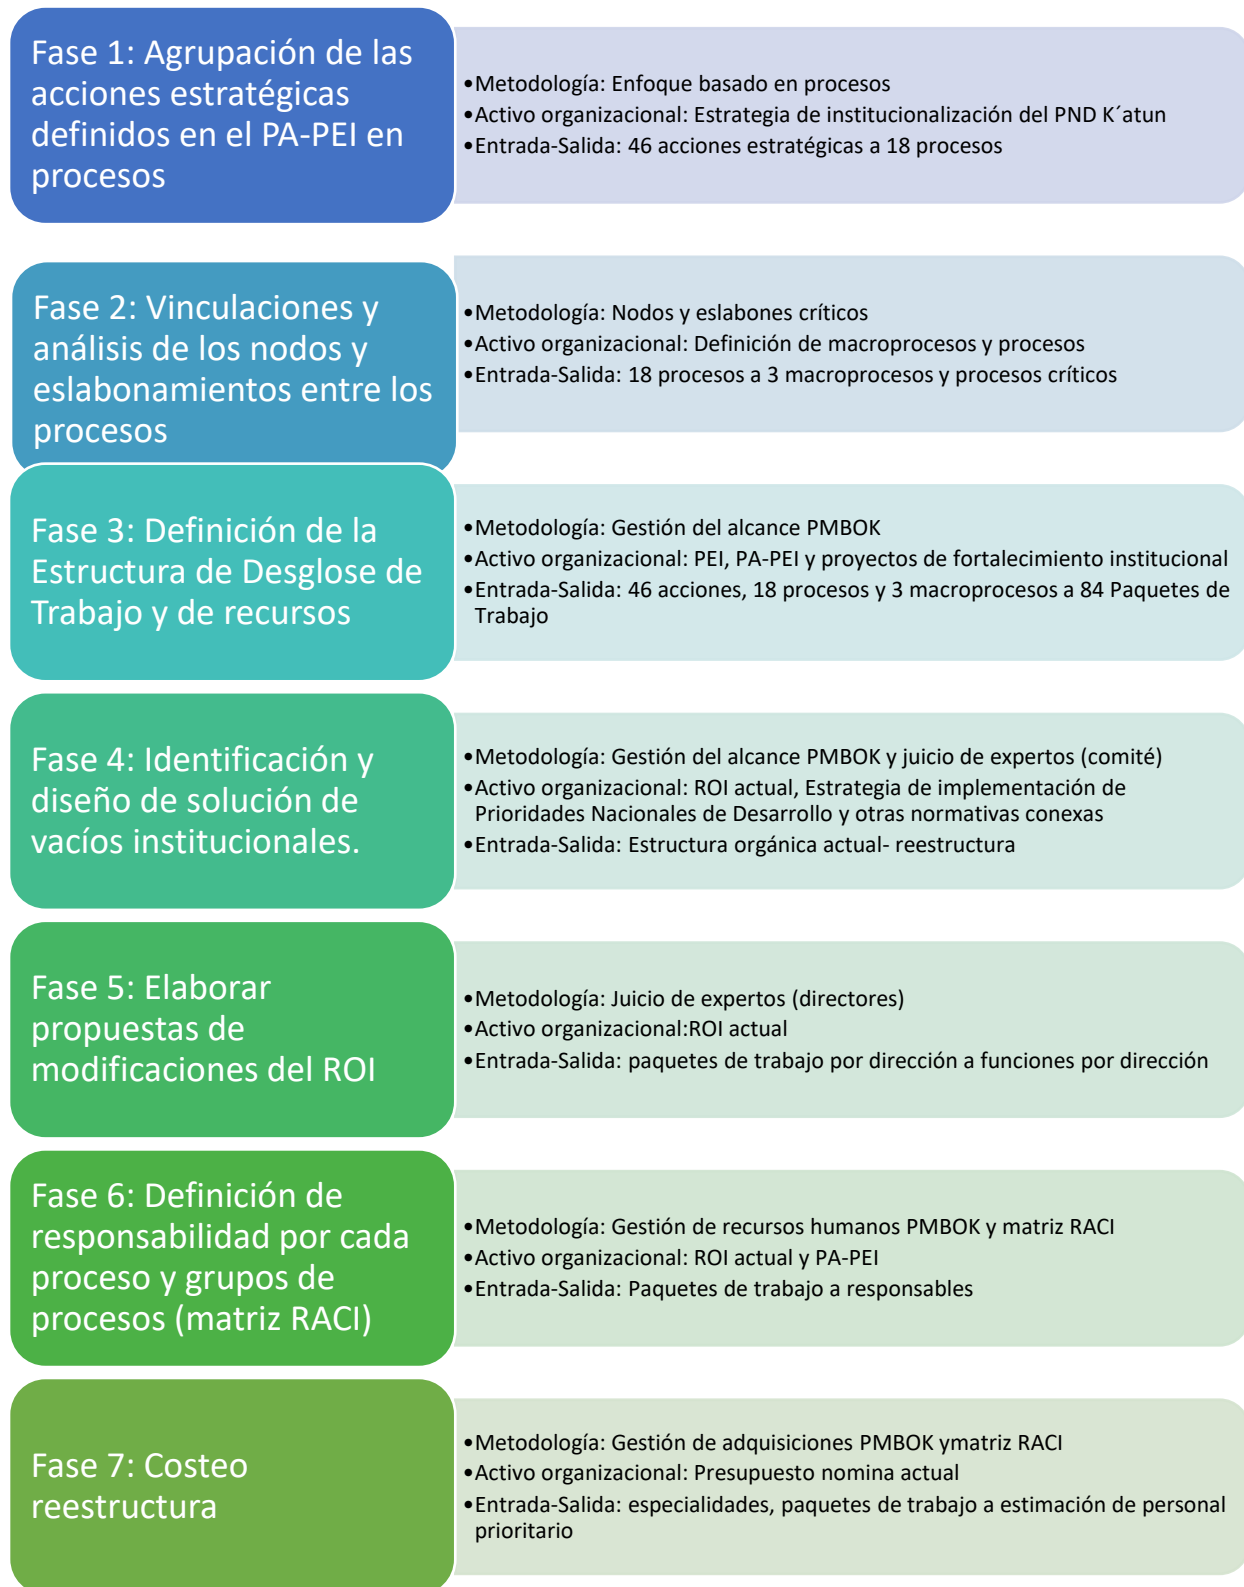 Fase 1: Agrupación de las
acciones estratégicas
definidos en el PA-PEI en
procesos
•Metodología: Enfoque basado en procesos
•Activo organizacional: Estrategia de institucionalización del PND K´atun
•Entrada-Salida: 46 acciones estratégicas a 18 procesos
Fase 2: Vinculaciones y
análisis de los nodos y
eslabonamientos entre los
procesos
•Metodología: Nodos y eslabones críticos
•Activo organizacional: Definición de macroprocesos y procesos
•Entrada-Salida: 18 procesos a 3 macroprocesos y procesos críticos
Fase 3: Definición de la
Estructura de Desglose de
Trabajo y de recursos
•Metodología: Gestión del alcance PMBOK
•Activo organizacional: PEI, PA-PEI y proyectos de fortalecimiento institucional
•Entrada-Salida: 46 acciones, 18 procesos y 3 macroprocesos a 84 Paquetes de
Trabajo
Fase 4: Identificación y
diseño de solución de
vacíos institucionales.
•Metodología: Gestión del alcance PMBOK y juicio de expertos (comité)
•Activo organizacional: ROI actual, Estrategia de implementación de
Prioridades Nacionales de Desarrollo y otras normativas conexas
•Entrada-Salida: Estructura orgánica actual- reestructura
Fase 5: Elaborar
propuestas de
modificaciones del ROI
•Metodología: Juicio de expertos (directores)
•Activo organizacional:ROI actual
•Entrada-Salida: paquetes de trabajo por dirección a funciones por dirección
Fase 6: Definición de
responsabilidad por cada
proceso y grupos de
procesos (matriz RACI)
•Metodología: Gestión de recursos humanos PMBOK y matriz RACI
•Activo organizacional: ROI actual y PA-PEI
•Entrada-Salida: Paquetes de trabajo a responsables
Fase 7: Costeo
reestructura
•Metodología: Gestión de adquisiciones PMBOK ymatriz RACI
•Activo organizacional: Presupuesto nomina actual
•Entrada-Salida: especialidades, paquetes de trabajo a estimación de personal
prioritario